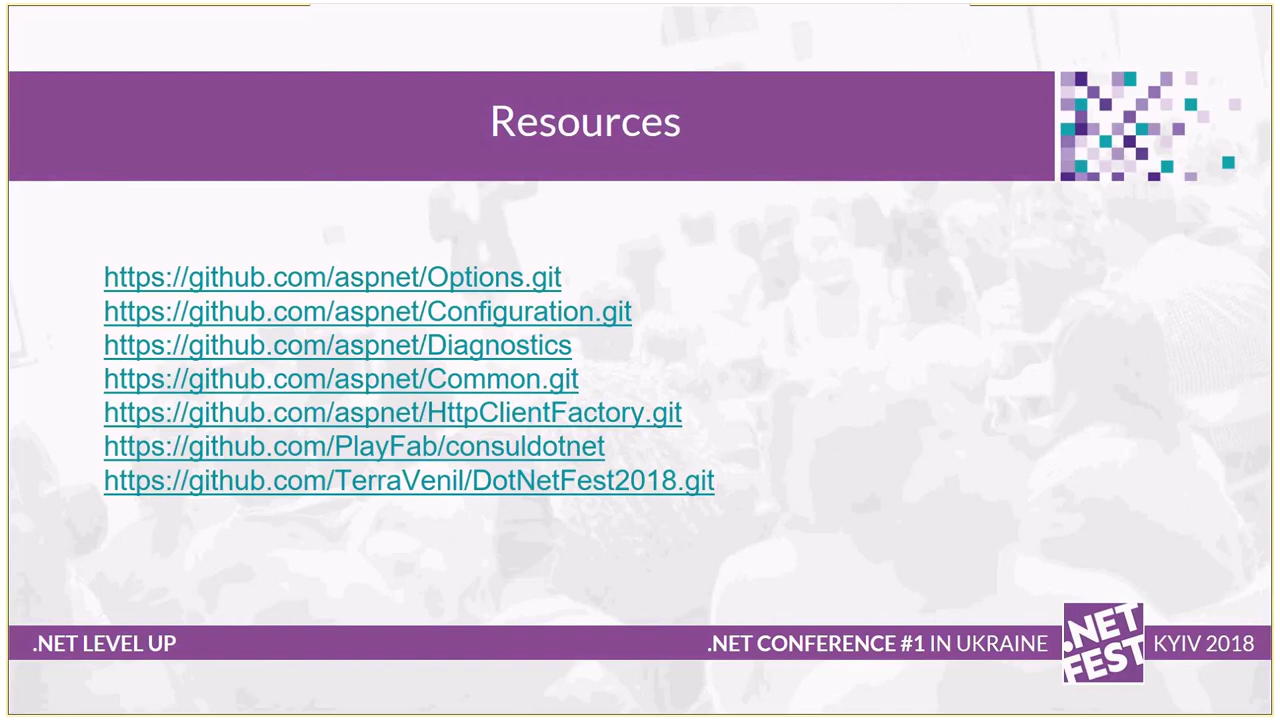 Resources
https://github.com/aspnet/Options.git
https://github.com/aspnet/Configuration.git
https://github.com/aspnet/Diagnostics
https://github.com/aspnet/Common.git
https://github.com/aspnet/HttpClientFactory.git
https://github.com/PlayFab/consuldotnet
https://github.com/TerraVenil/DotNetFest2018.git
.NET LEVEL UP
.NET CONFERENCE #1 IN UKRAINE
.NET
FEST
KYIV 2018